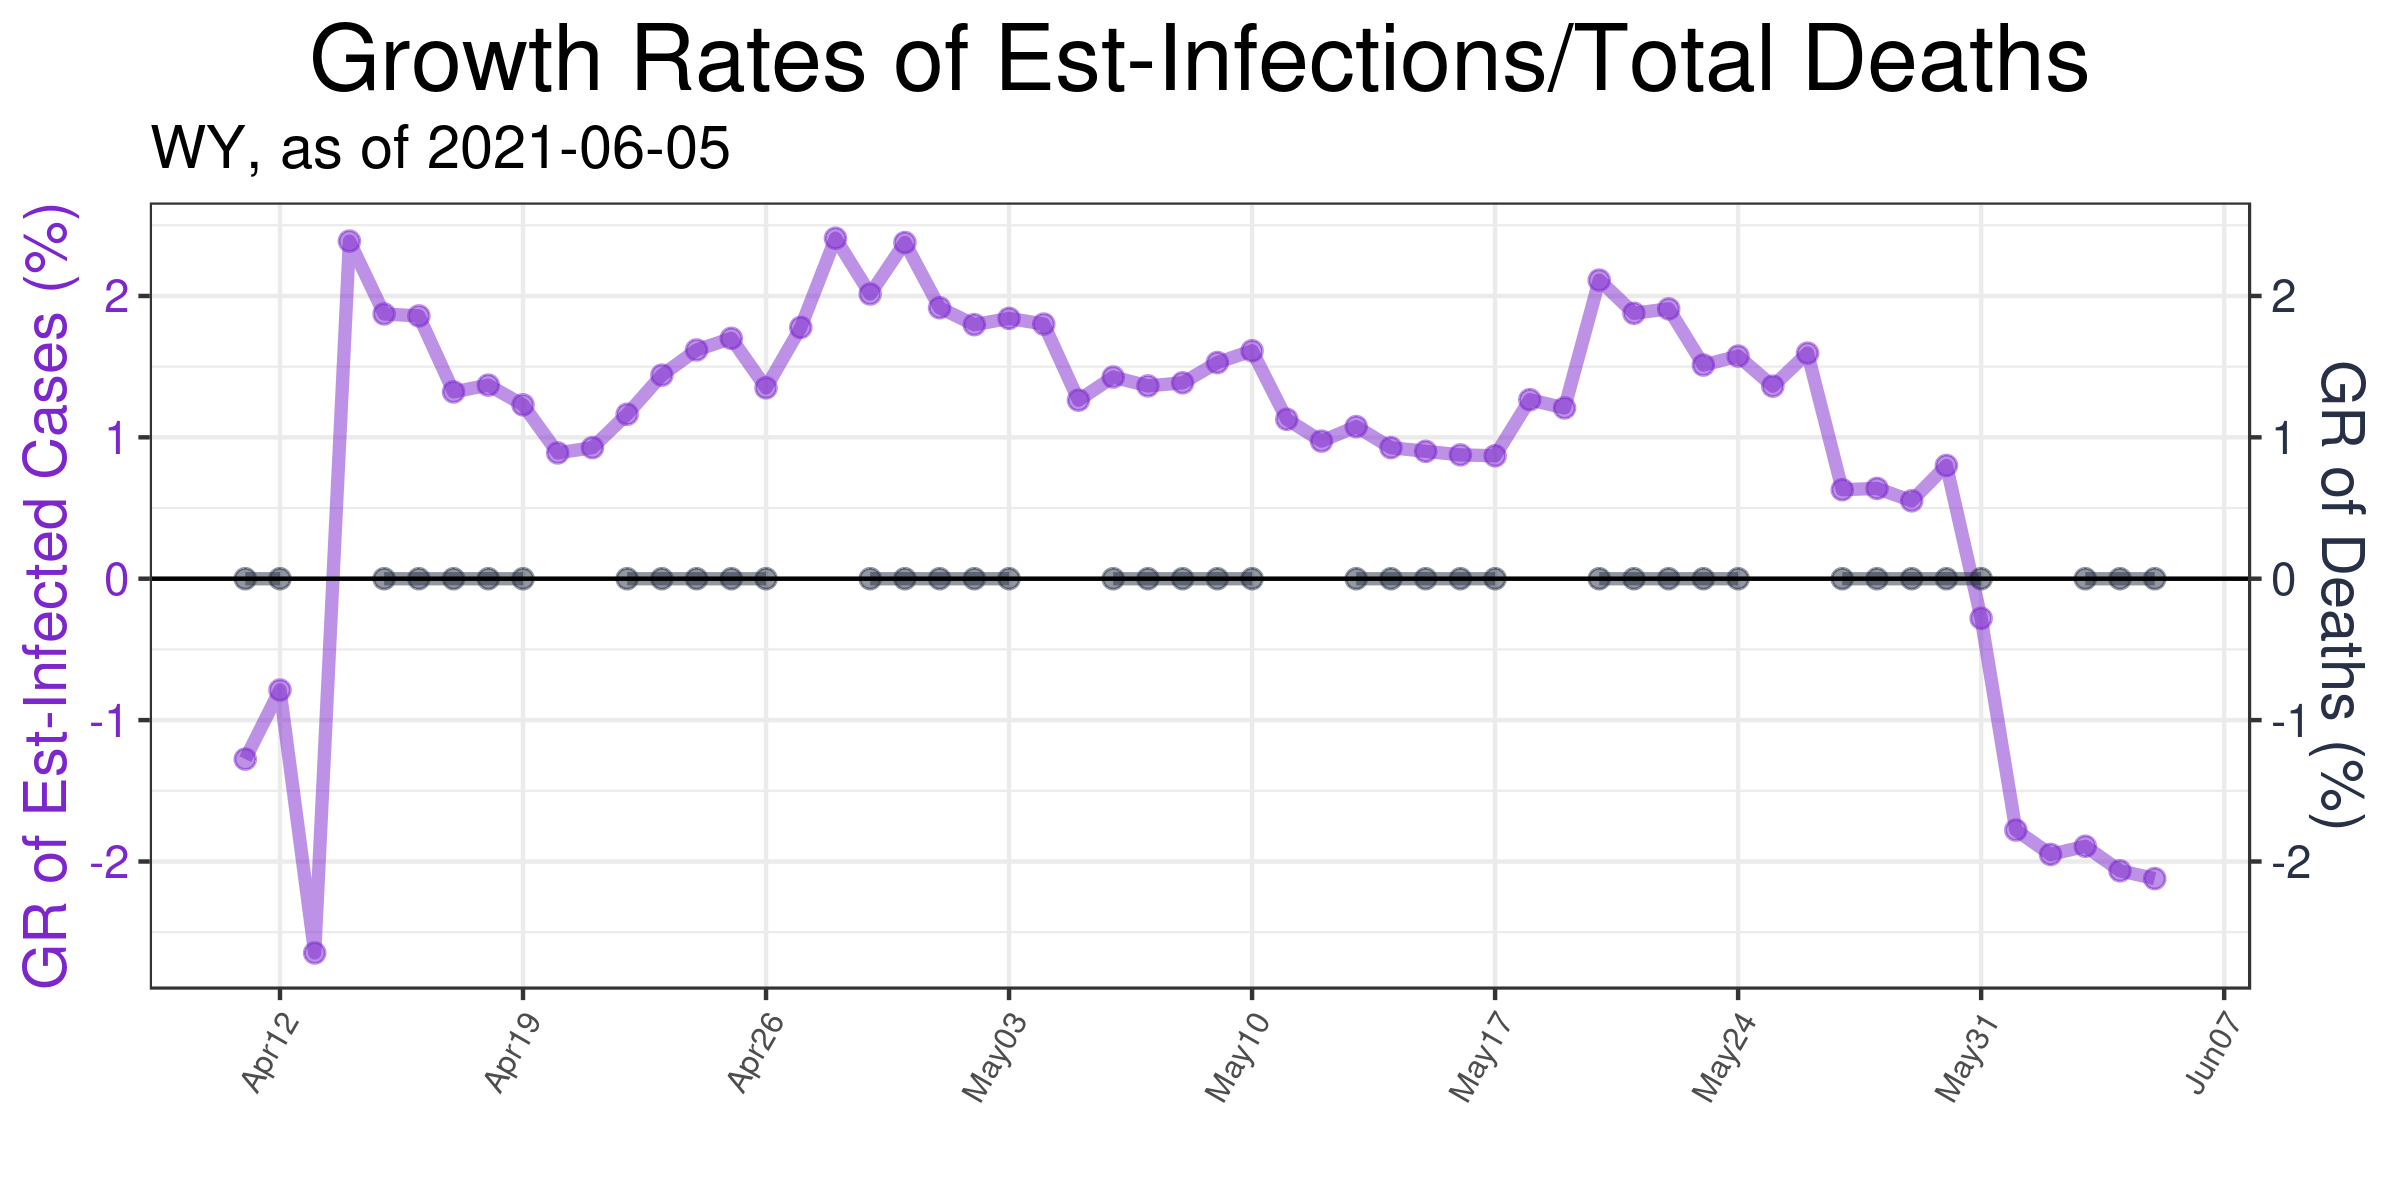 Growth Rates of Est-Infections/Total Deaths
WY, as of 2021-06-05
GR of Est-Infected Cases (%)
2
1
0
-1
-2
2
1
0
-1
-2
GR of Deaths (%)
Apr12
Apr19
Apr26
May03
May10
May17
May24
May31
Jun07